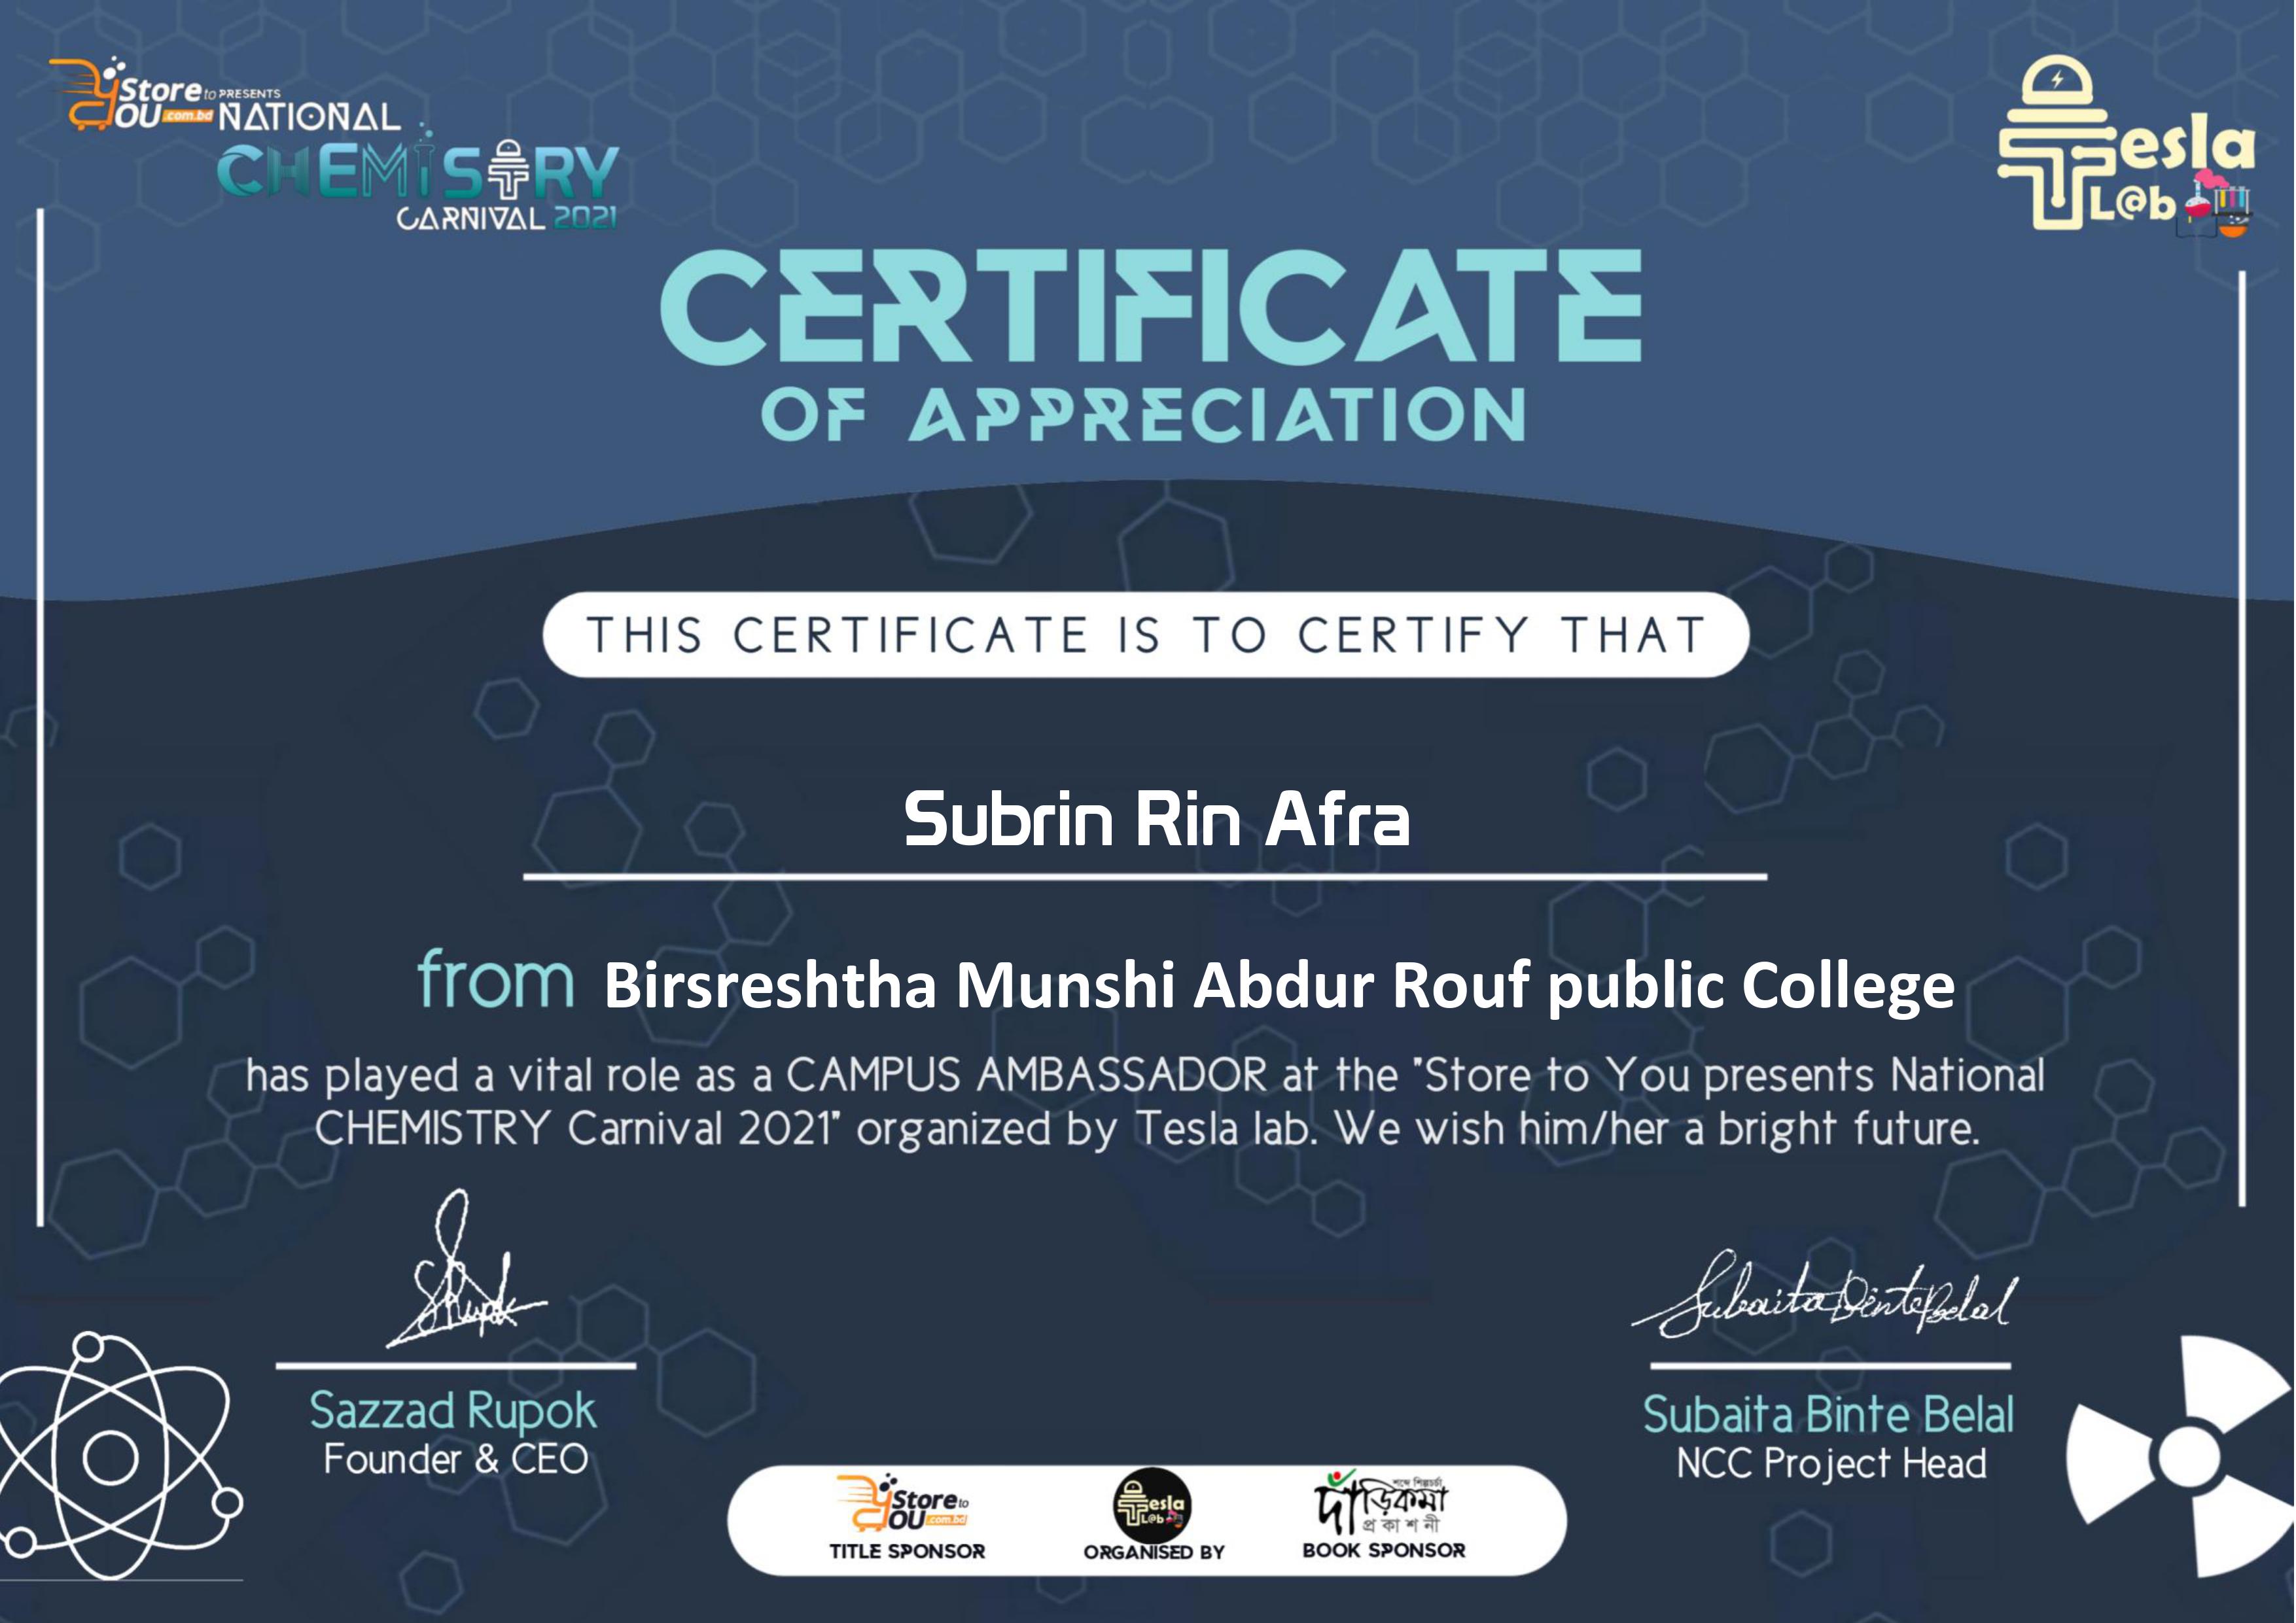 Store to PRESENTS
YOU .com.bd NATIONAL
CHEMISTRY
CARNIVAL 2021
Tesla
L@b
CERTIFICATE
OF APPRECIATION
THIS CERTIFICATE IS TO CERTIFY THAT
Subrin Rin Afra
from Birsreshtha Munshi Abdur Rouf public College
has played a vital role as a CAMPUS AMBASSADOR at the "Store to You presents National
CHEMISTRY Carnival 2021" organized by Tesla lab. We wish him/her a bright future.
Subaita Binte Belal
Sazzad Rupok
Founder & CEO
Subaita Binte Belal
NCC Project Head
Store to
YOU .com.bd
TITLE SPONSOR
Tesla
L@b
ORGANISED BY
শব্দে শিল্পচর্চা
দাঁড়িকমা
প্রকাশনী
BOOK SPONSOR